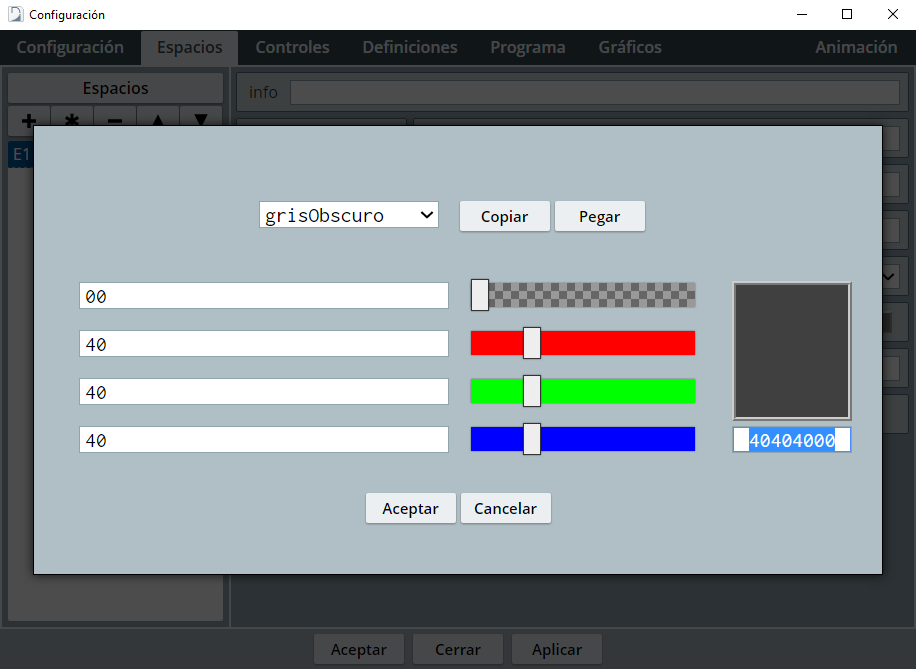 Configuración
Configuración Espacios Controles Definiciones Programa Gráficos Animación
Espacios
info
+ * − ▲ ▼
E1
grisObscuro Copiar Pegar
00
40
40
40
40404000
Aceptar Cancelar
Aceptar Cerrar Aplicar